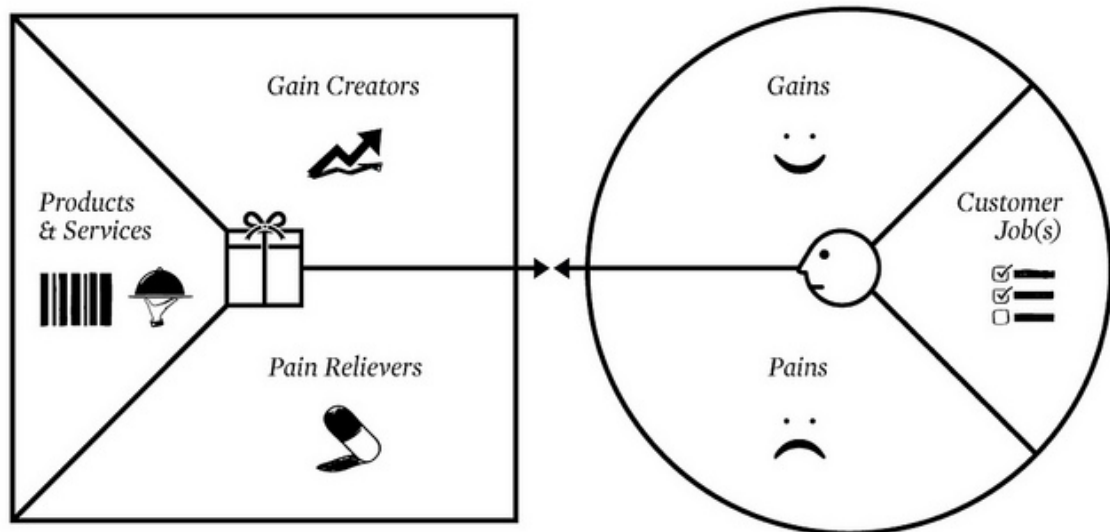 Gain Creators
Gains
Products
& Services
Customer
Job(s)
Pain Relievers
Pains